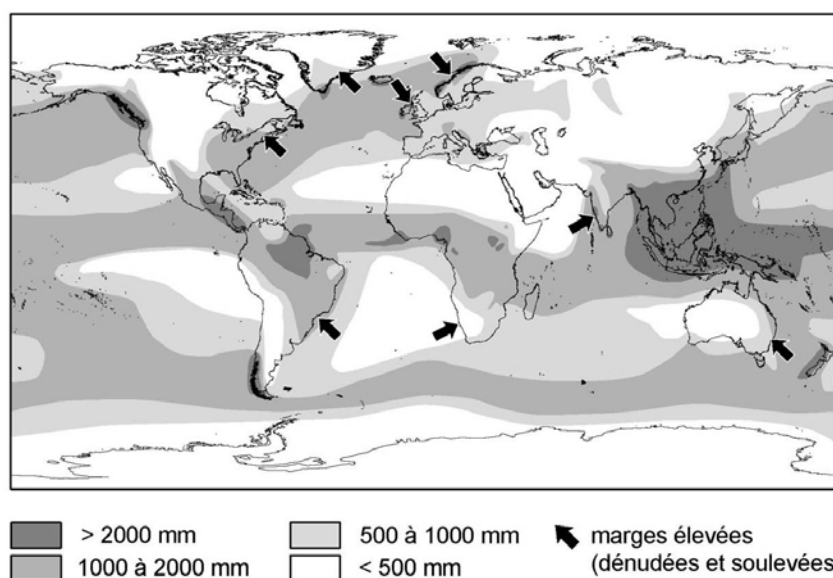 > 2000 mm
1000 à 2000 mm
500 à 1000 mm
< 500 mm
marges élevées
(dénudées et soulevées